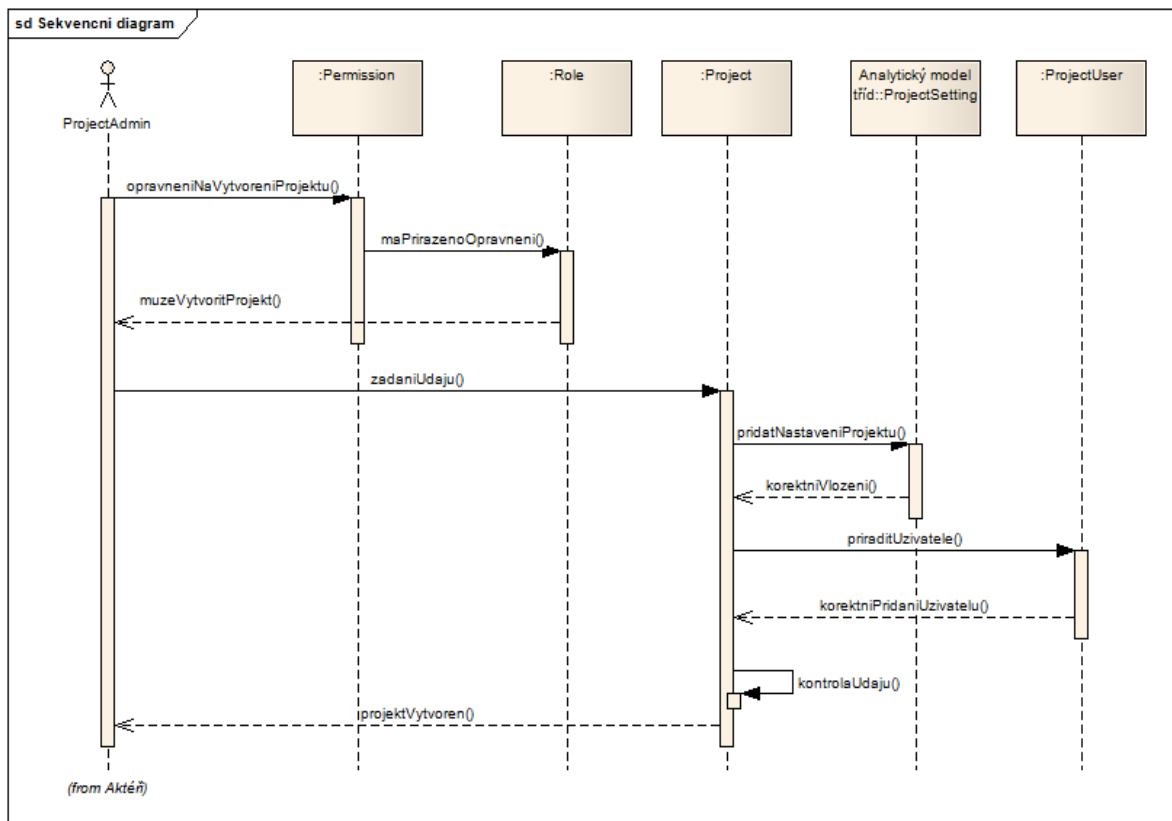 sd Sekvencni diagram
:Permission
:Role
:Project
Analytický model
tříd::ProjectSetting
:ProjectUser
ProjectAdmin
opravneniNaVytvoreniProjektu()
maPrirazenoOpravneni()
muzeVytvoritProjekt()
zadaniUdaju()
pridatNastaveniProjektu()
korektniVlozeni()
priraditUzivatele()
korektniPridaniUzivatelu()
kontrolaUdaju()
projektVytvoren()
(from Aktéři)